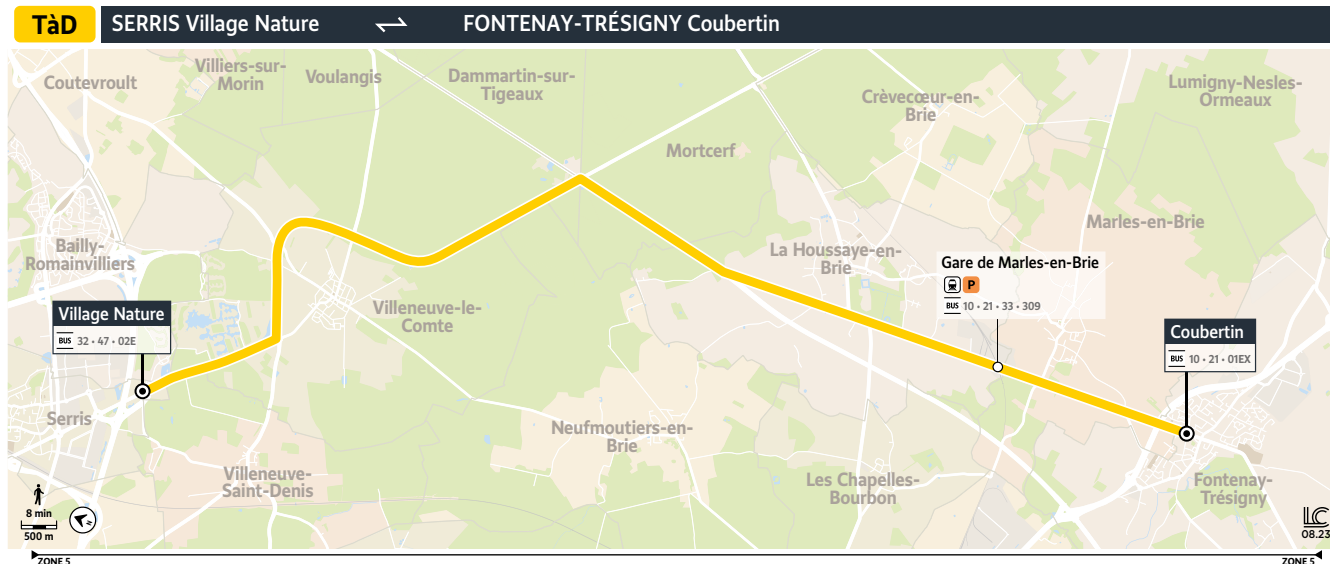 TàD SERRIS Village Nature ⇌ FONTENAY-TRÉSIGNY Coubertin
Coutevroult
Villiers-sur-
Morin
Voulangis
Dammartin-sur-
Tigeaux
Crèvecœur-en-
Brie
Lumigny-Nesles-
Ormeaux
Mortcerf
Marles-en-Brie
Bailly-
Romainvilliers
La Houssaye-en-
Brie
Gare de Marles-en-Brie
P
BUS 10 • 21 • 33 • 309
Villeneuve-le-
Comte
Village Nature
BUS 32 • 47 • 02E
Coubertin
BUS 10 • 21 • 01EX
Serris
Neufmoutiers-en-
Brie
Villeneuve-
Saint-Denis
Les Chapelles-
Bourbon
Fontenay-
Trésigny
8 min
500 m
N
LC
08.23
ZONE 5
ZONE 5